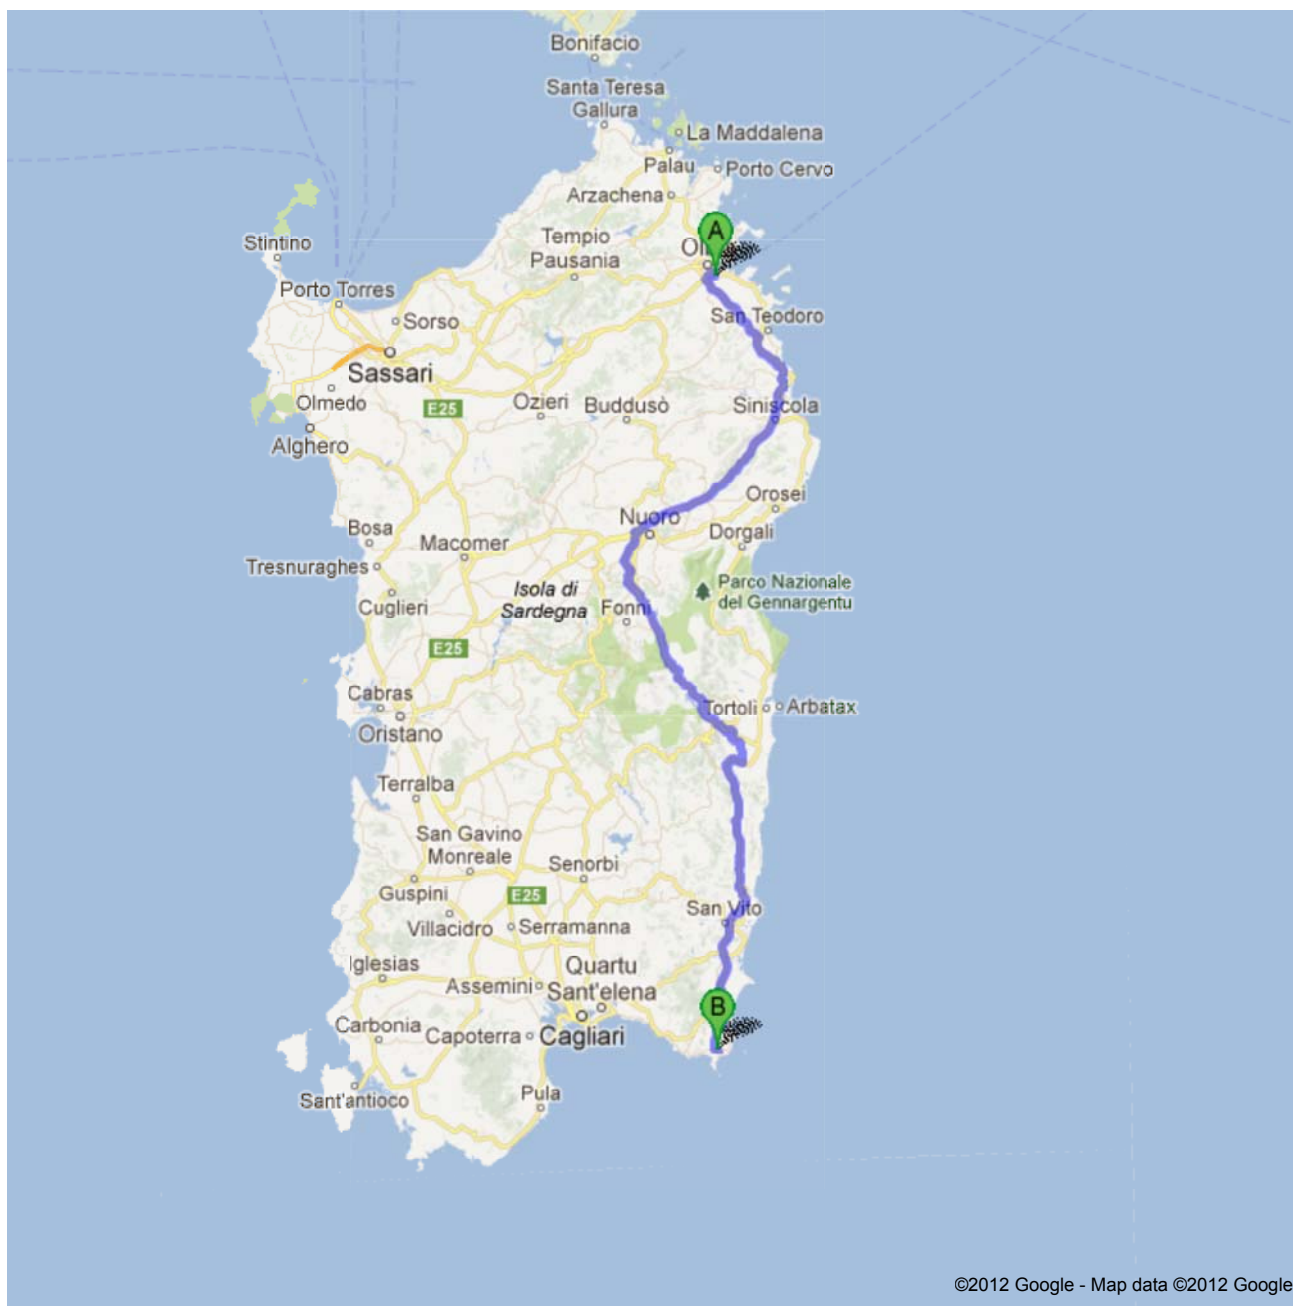 Bonifacio
Santa Teresa
Gallura
La Maddalena
Palau
Porto Cervo
Arzachena
A
Stintino
Tempio
Pausania
Porto Torres
Sorso
San Teodoro
Sassari
Olmedo
E25
Ozieri
Buddusò
Siniscola
Alghero
Orosei
Nuoro
Bosa
Dorgali
Macomer
Tresnuraghes
Isola di
Sardegna
Parco Nazionale
del Gennargentu
Cuglieri
Fonni
E25
Cabras
Tortolì
Arbatax
Oristano
Terralba
San Gavino
Monreale
Senorbì
Guspini
E25
San Vito
Villacidro
Serramanna
Iglesias
Quartu
Sant'elena
Assemini
B
Carbonia
Capoterra
Cagliari
Sant'antioco
Pula
©2012 Google - Map data ©2012 Google